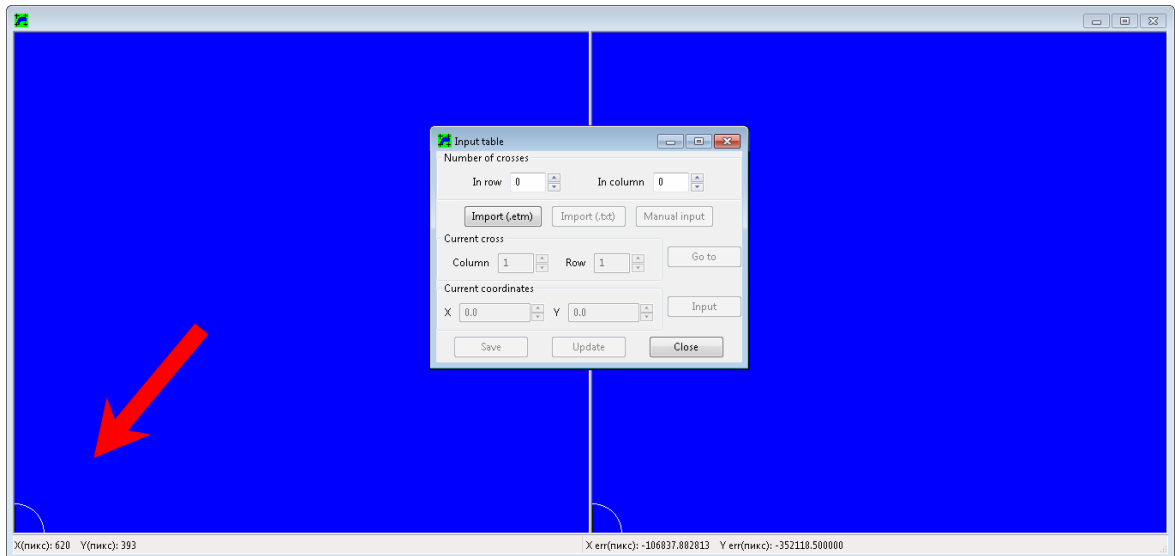 Input table
Number of crosses
In row 0 In column 0
Import (.etm) Import (.txt) Manual input
Current cross
Column 1 Row 1 Go to
Current coordinates
X 0.0 Y 0.0 Input
Save Update Close
X(пикс): 620 Y(пикс): 393 X err(пикс): -106837.882813 Y err(пикс): -352118.500000